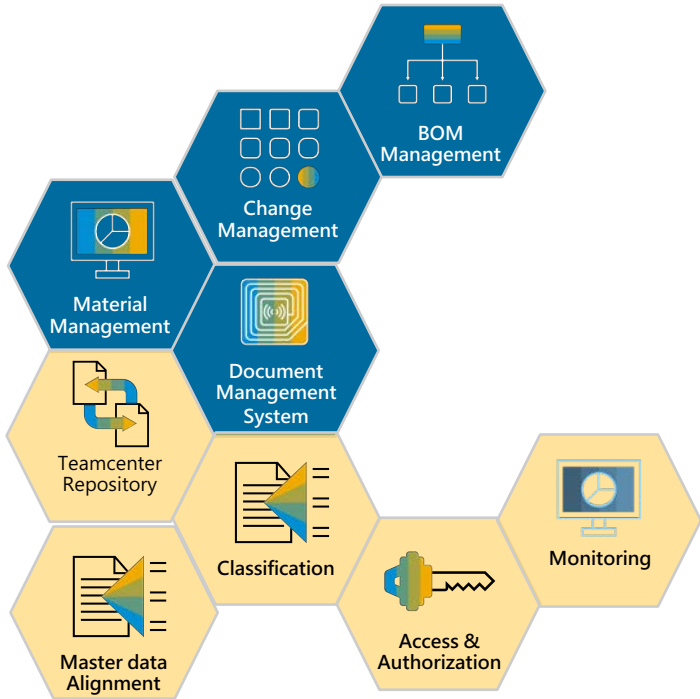 BOM
Management
Change
Management
Material
Management
Document
Management
System
Teamcenter
Repository
Classification
Monitoring
Access &
Authorization
Master data
Alignment